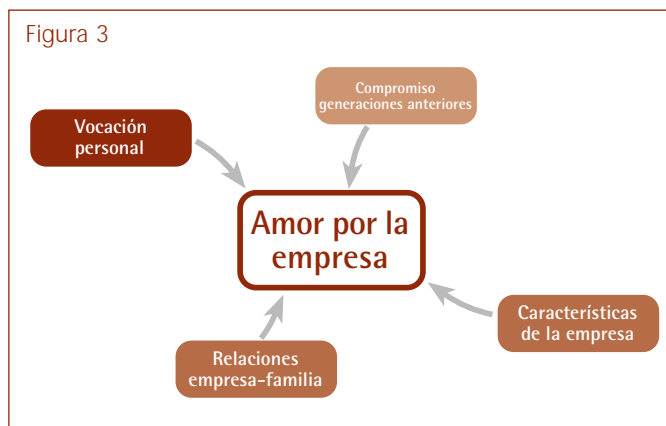 Figura 3
Compromiso
generaciones anteriores
Vocación
personal
Amor por la
empresa
Características
de la empresa
Relaciones
empresa-familia